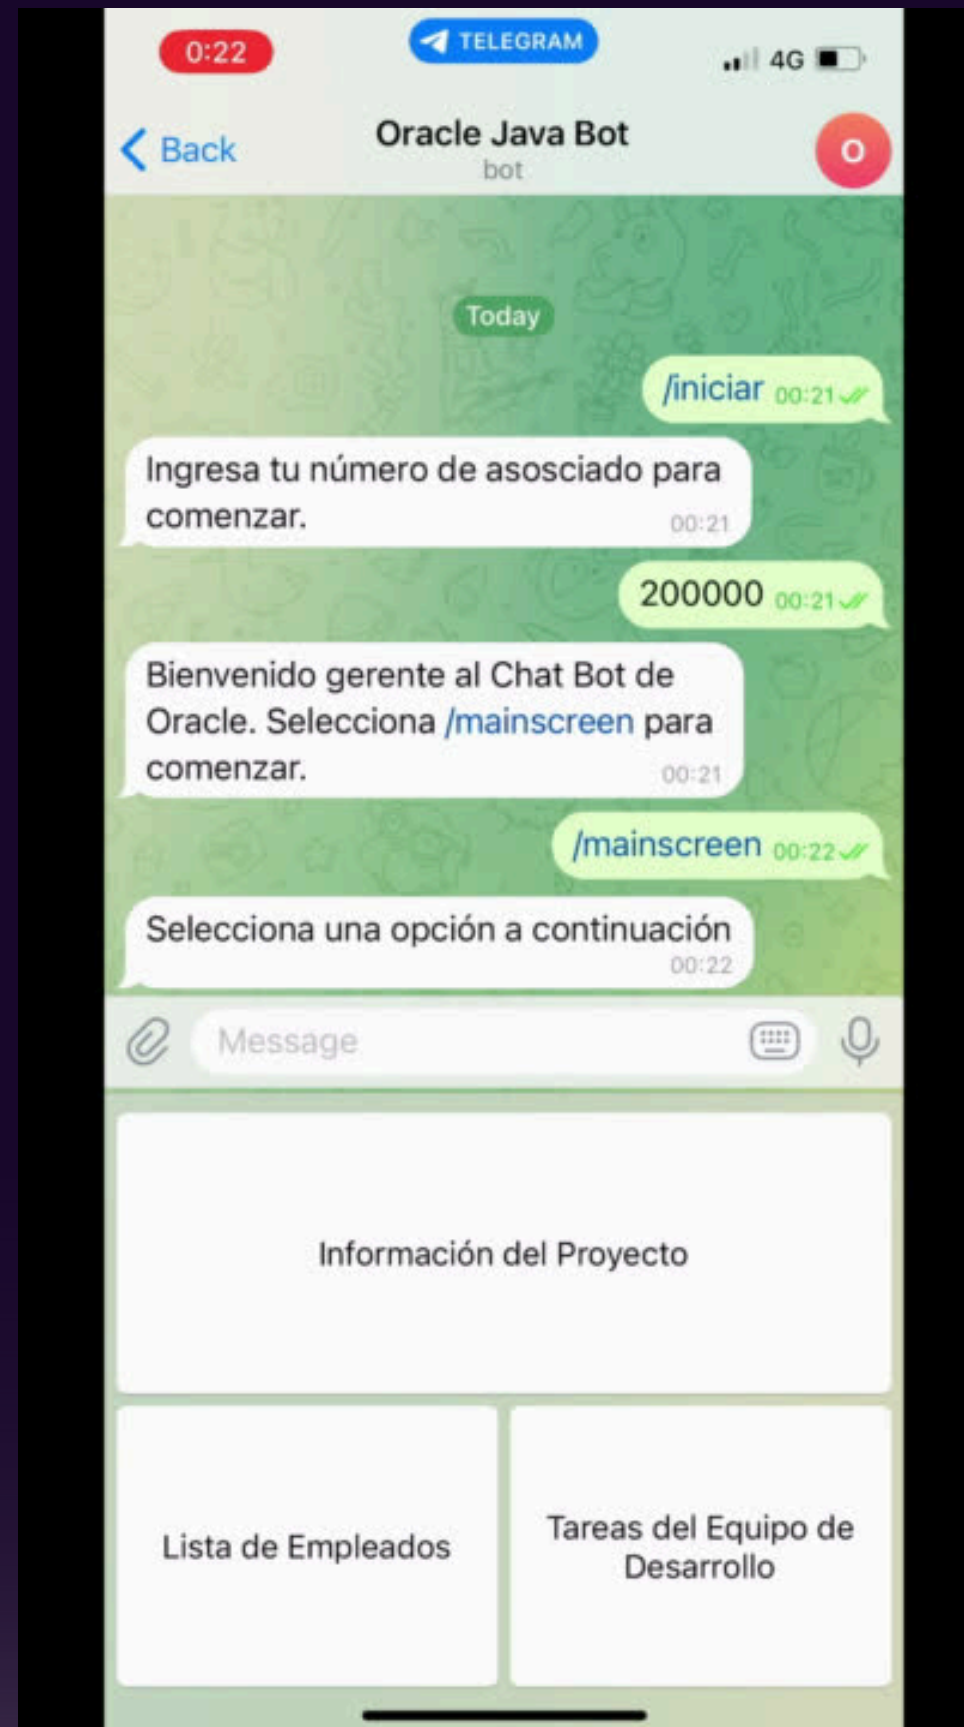 0:22
TELEGRAM
4G
Back
Oracle Java Bot
bot
O
Today
/iniciar 00:21
Ingresa tu número de asosciado para
comenzar. 00:21
200000 00:21
Bienvenido gerente al Chat Bot de
Oracle. Selecciona /mainscreen para
comenzar. 00:21
/mainscreen 00:22
Selecciona una opción a continuación
00:22
Message
Información del Proyecto
Lista de Empleados
Tareas del Equipo de
Desarrollo